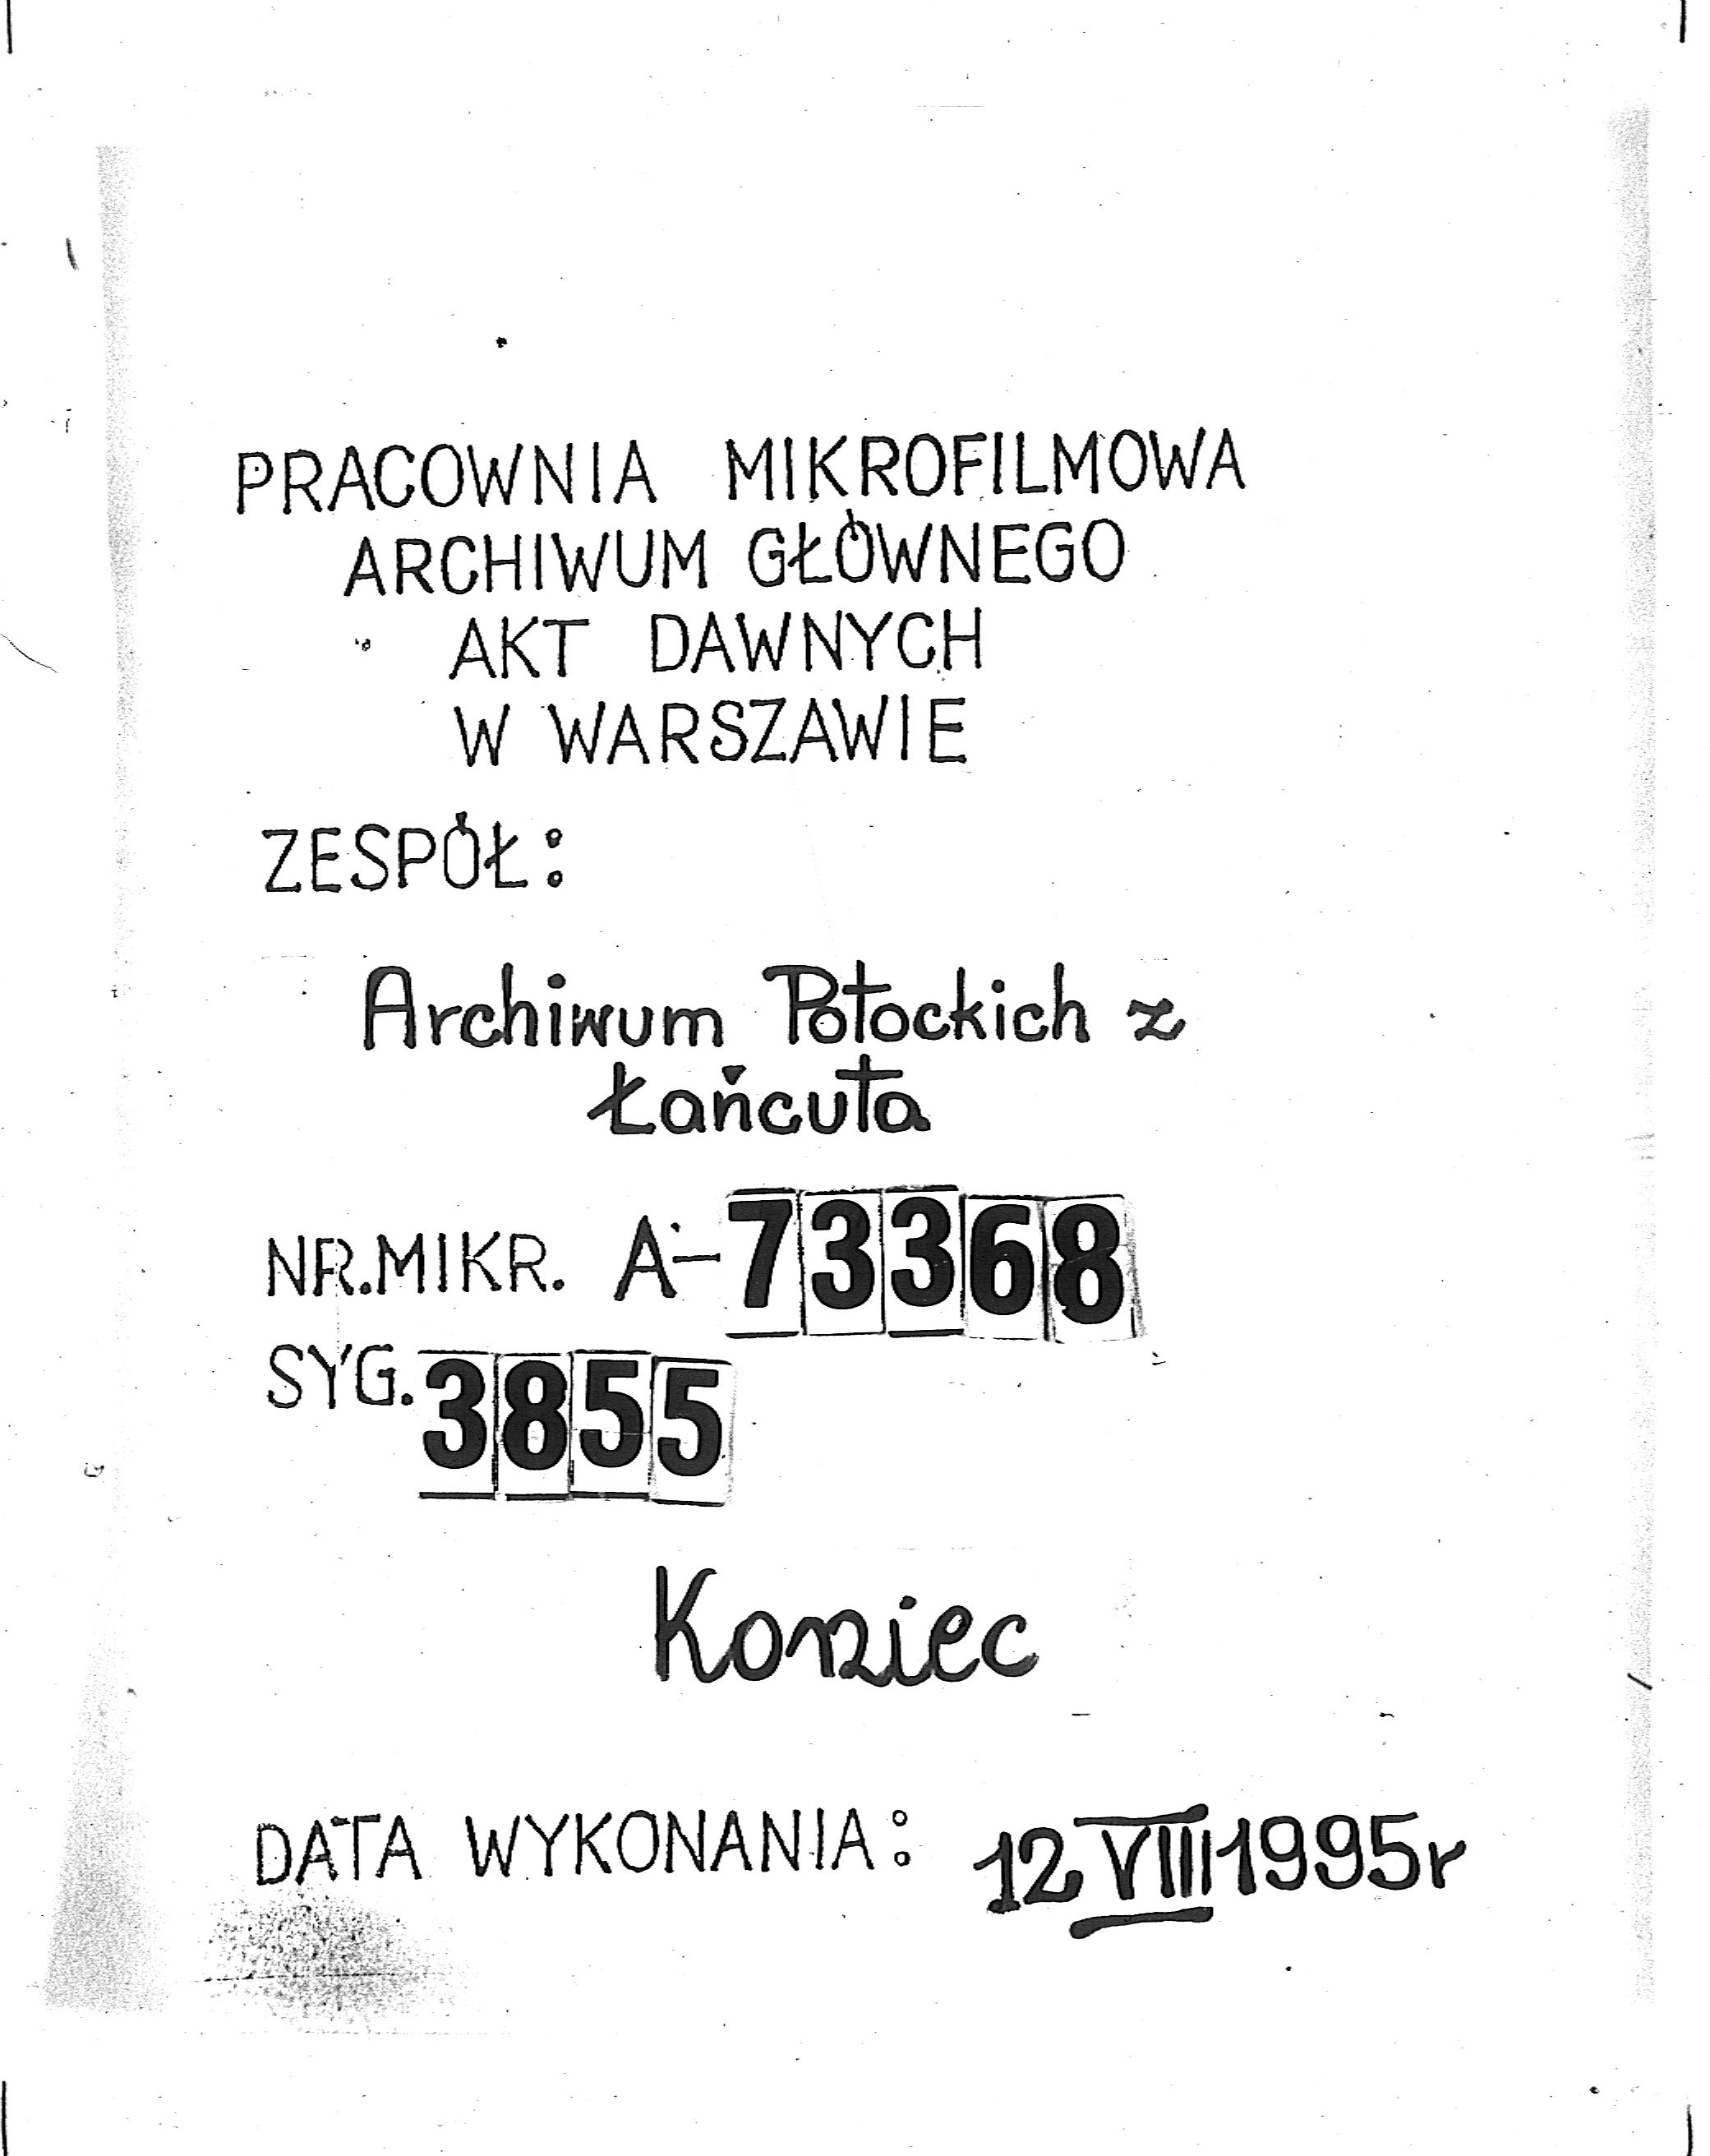 PRACOWNIA MIKROFILMOWA
ARCHIWUM GŁÓWNEGO
AKT DAWNYCH
W WARSZAWIE
ZESPÓŁ:
Archiwum Potockich z
Łańcuta
NR.MIKR. A-73368
SYG. 3855
Koniec
DATA WYKONANIA: 12 VIII 1995r